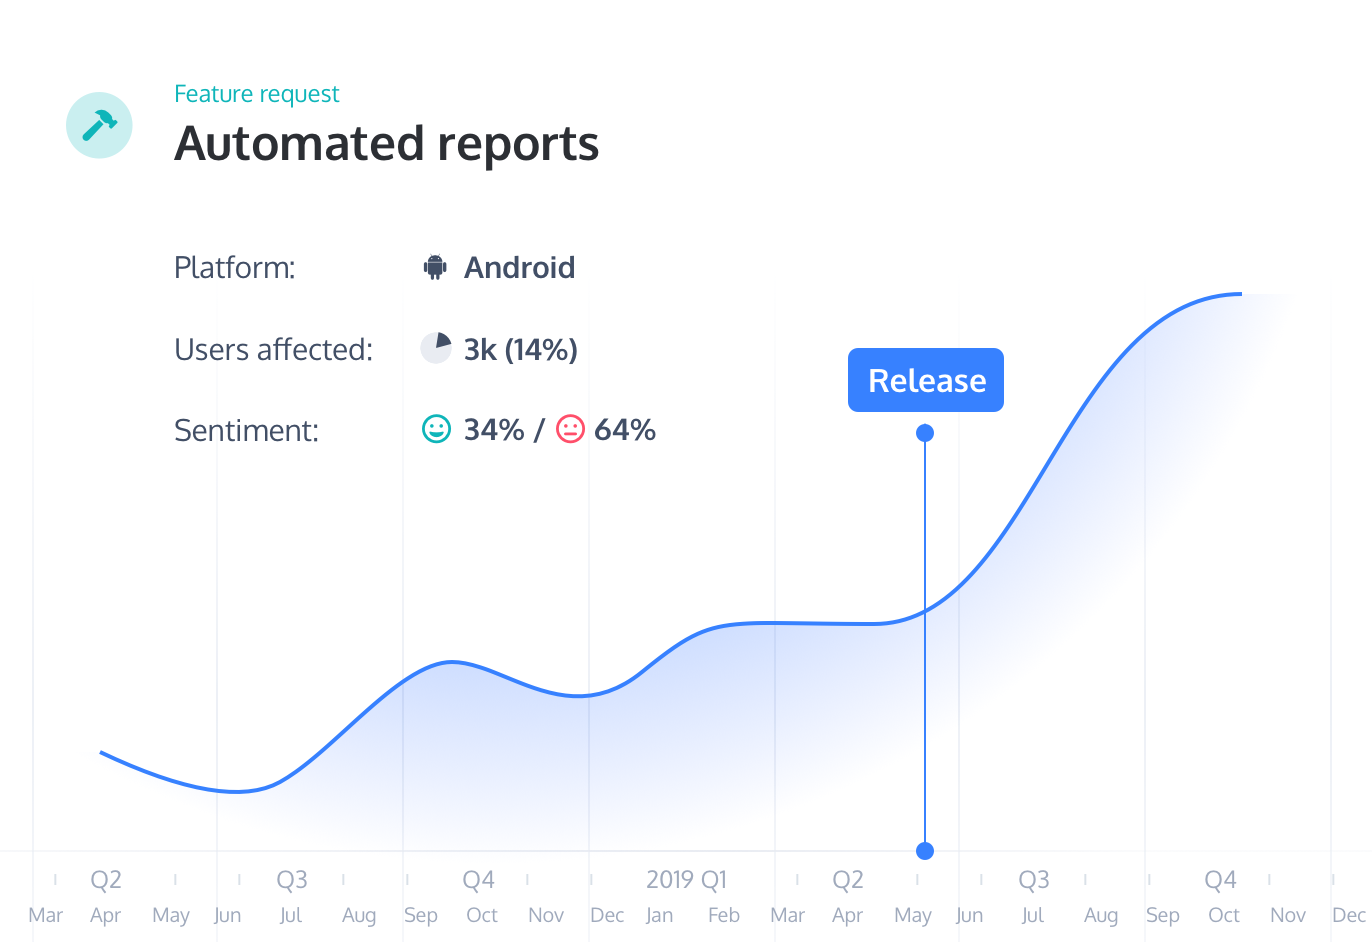 Feature request
Automated reports
Platform: Android
Users affected: 3k (14%)
Release
Sentiment: 34% / 64%
Q2 Q3 Q4 2019 Q1 Q2 Q3 Q4
Mar Apr May Jun Jul Aug Sep Oct Nov Dec Jan Feb Mar Apr May Jun Jul Aug Sep Oct Nov Dec